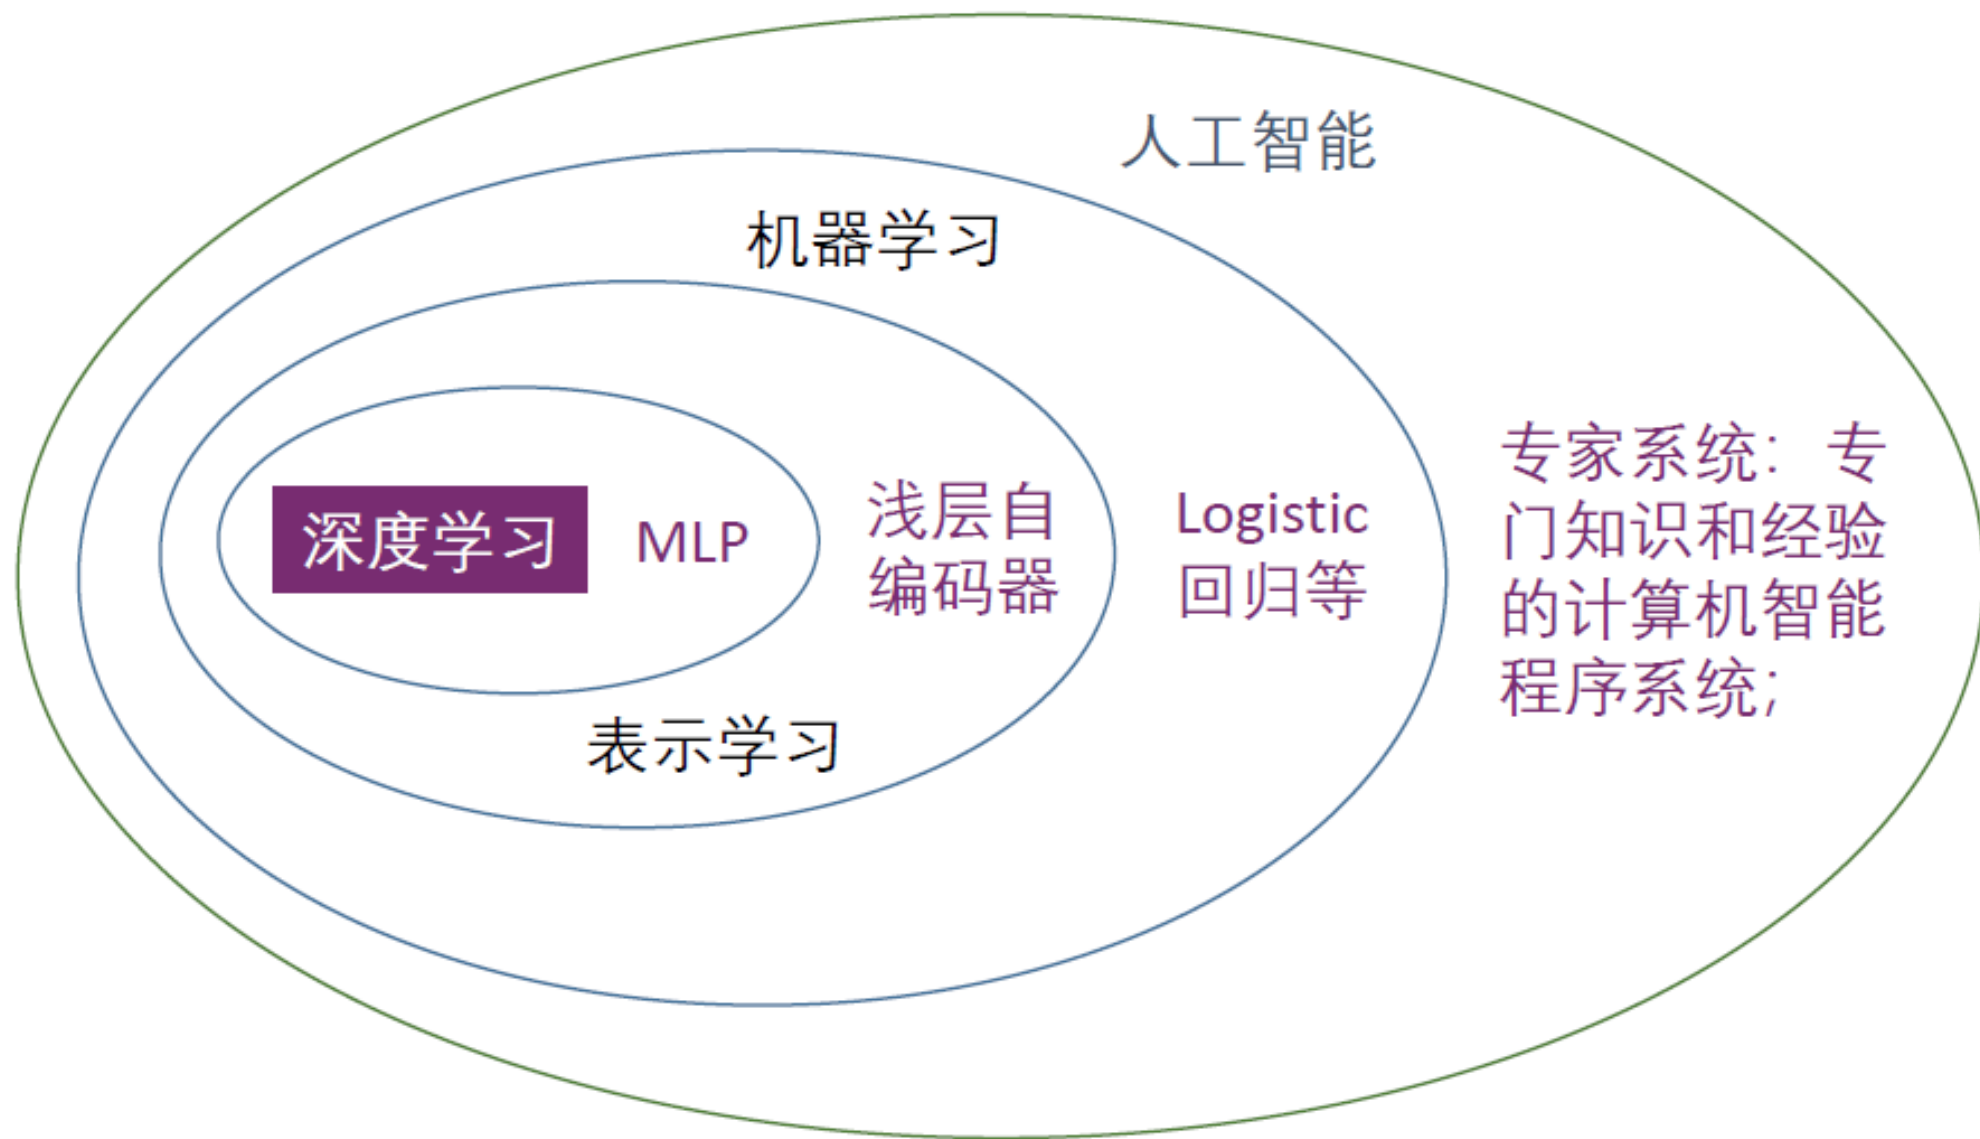 人工智能
机器学习
深度学习
MLP
浅层自
编码器
Logistic
回归等
专家系统：专
门知识和经验
的计算机智能
程序系统;
表示学习